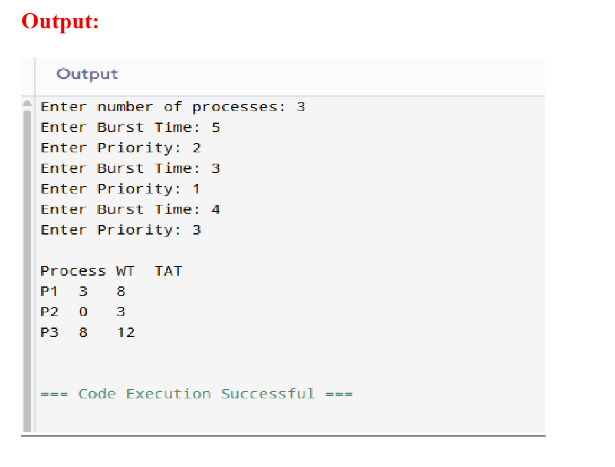 Output:
Output
Enter number of processes: 3
Enter Burst Time: 5
Enter Priority: 2
Enter Burst Time: 3
Enter Priority: 1
Enter Burst Time: 4
Enter Priority: 3
Process WT TAT
P1 3 8
P2 0 3
P3 8 12
=== Code Execution Successful ===